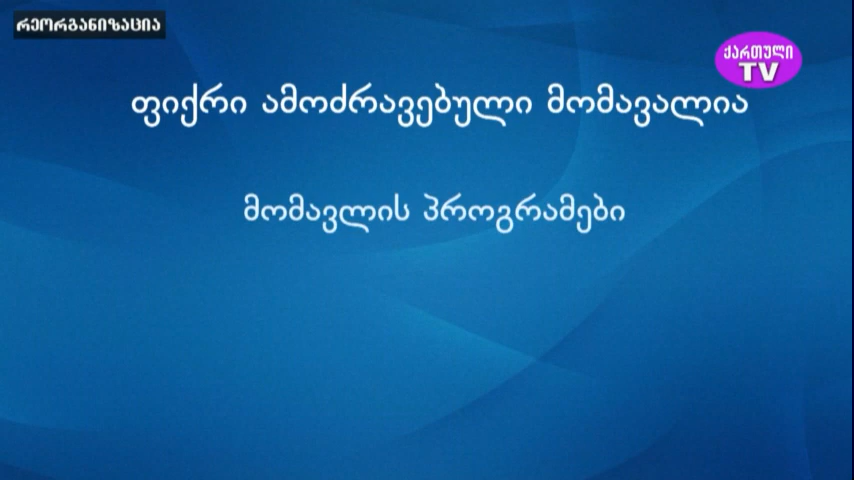 რეორგანიზაცია
ქართული
TV
ფიქრი ამოძრავებული მომავალია
მომავლის პროგრამები